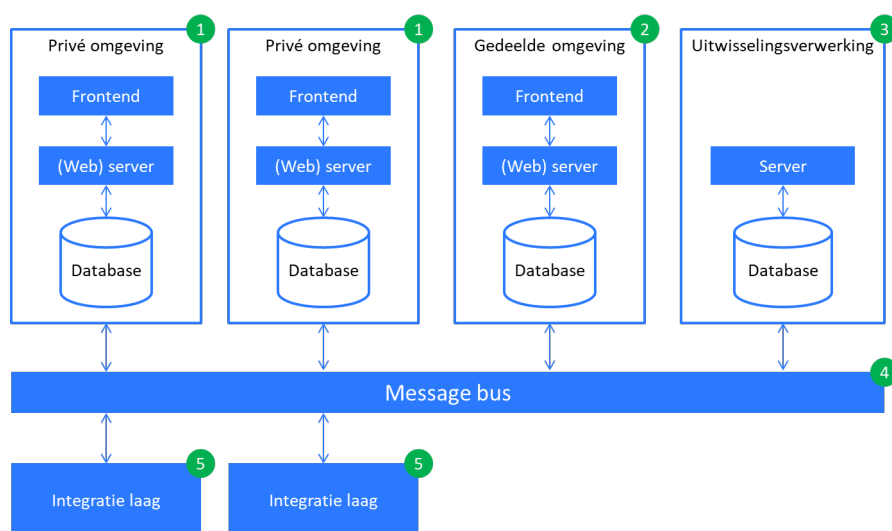 1
Privé omgeving
Frontend
(Web) server
Database
1
Privé omgeving
Frontend
(Web) server
Database
2
Gedeelde omgeving
Frontend
(Web) server
Database
3
Uitwisselingsverwerking
Server
Database
4
Message bus
5
Integratie laag
5
Integratie laag